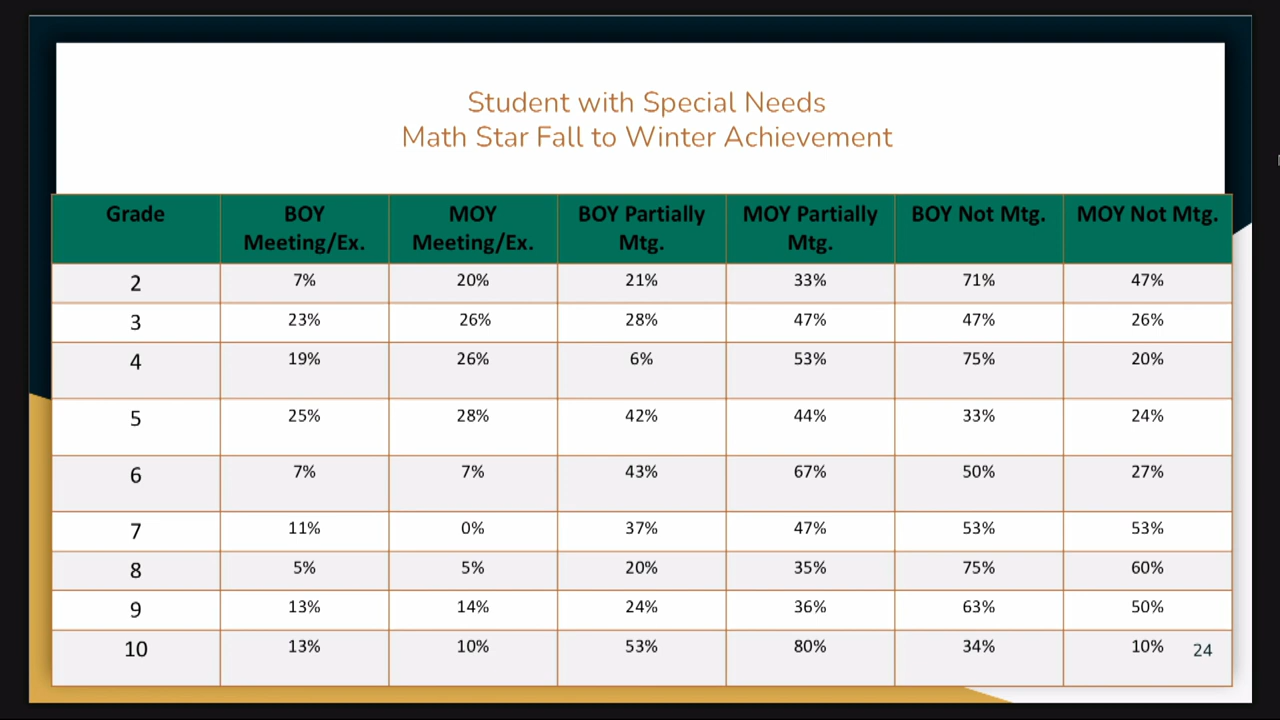 Student with Special Needs
Math Star Fall to Winter Achievement
Grade BOY Meeting/Ex. MOY Meeting/Ex. BOY Partially Mtg. MOY Partially Mtg. BOY Not Mtg. MOY Not Mtg.
2 7% 20% 21% 33% 71% 47%
3 23% 26% 28% 47% 47% 26%
4 19% 26% 6% 53% 75% 20%
5 25% 28% 42% 44% 33% 24%
6 7% 7% 43% 67% 50% 27%
7 11% 0% 37% 47% 53% 53%
8 5% 5% 20% 35% 75% 60%
9 13% 14% 24% 36% 63% 50%
10 13% 10% 53% 80% 34% 10%
24